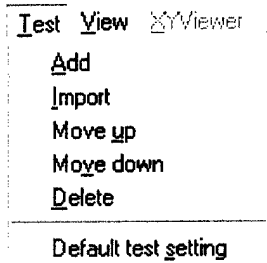 Test View XYViewer
Add
Import
Move up
Move down
Delete
Default test setting